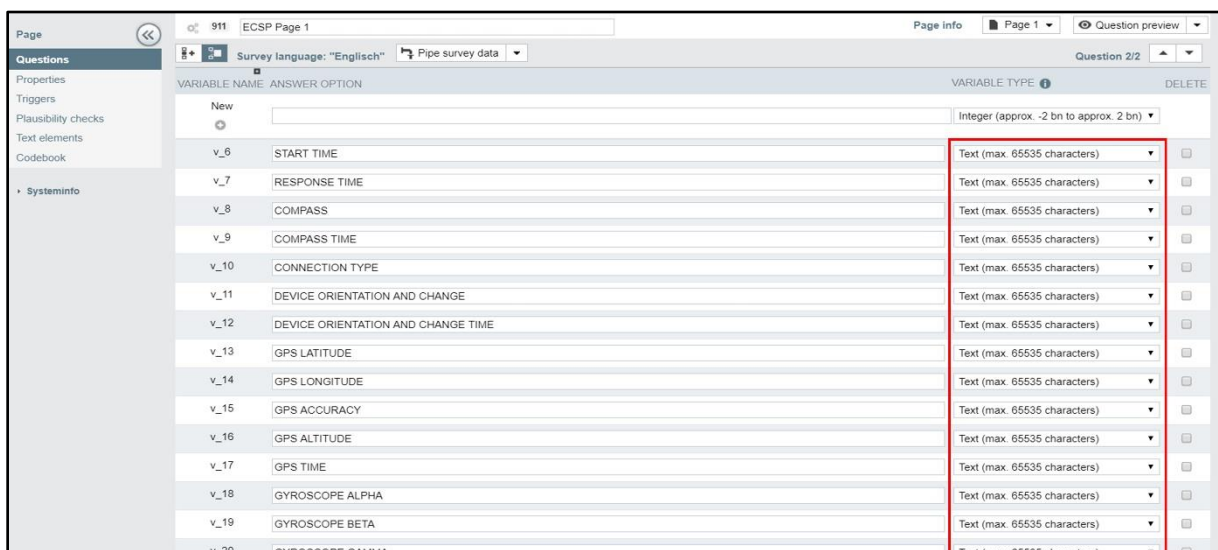 Page
Questions
Properties
Triggers
Plausibility checks
Text elements
Codebook
Systeminfo
911 ECSP Page 1 Page info Page 1 Question preview
Survey language: "Englisch" Pipe survey data Question 2/2
VARIABLE NAME ANSWER OPTION VARIABLE TYPE DELETE
New Integer (approx. -2 bn to approx. 2 bn)
v_6 START TIME Text (max. 65535 characters)
v_7 RESPONSE TIME Text (max. 65535 characters)
v_8 COMPASS Text (max. 65535 characters)
v_9 COMPASS TIME Text (max. 65535 characters)
v_10 CONNECTION TYPE Text (max. 65535 characters)
v_11 DEVICE ORIENTATION AND CHANGE Text (max. 65535 characters)
v_12 DEVICE ORIENTATION AND CHANGE TIME Text (max. 65535 characters)
v_13 GPS LATITUDE Text (max. 65535 characters)
v_14 GPS LONGITUDE Text (max. 65535 characters)
v_15 GPS ACCURACY Text (max. 65535 characters)
v_16 GPS ALTITUDE Text (max. 65535 characters)
v_17 GPS TIME Text (max. 65535 characters)
v_18 GYROSCOPE ALPHA Text (max. 65535 characters)
v_19 GYROSCOPE BETA Text (max. 65535 characters)